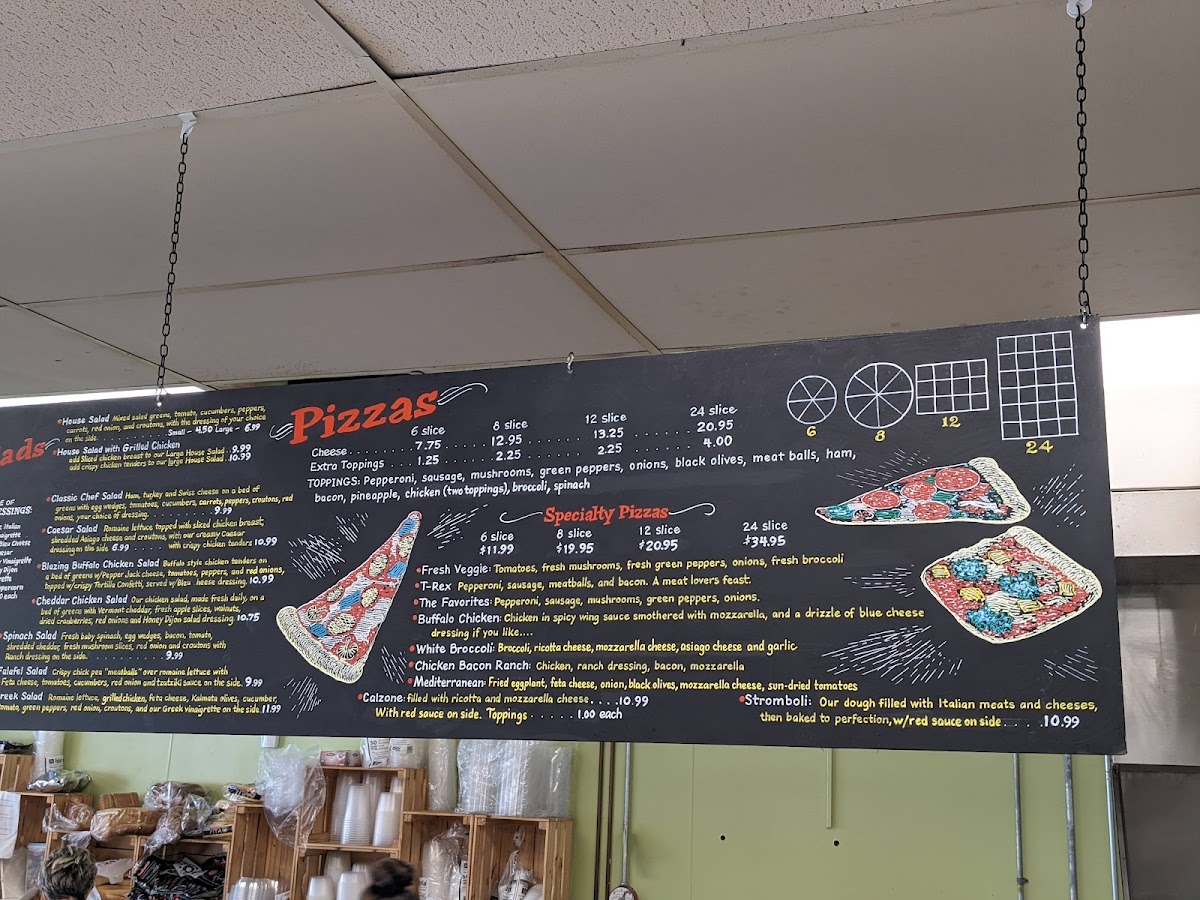 ads
House Salad Mixed salad greens, tomato, cucumbers, peppers,
carrots, red onion, and croutons, with the dressing of your choice
on the side. Small - 4.50 Large - 6.99
House Salad with Grilled Chicken
add Sliced chicken breast to our Large House Salad. 9.99
add crispy chicken tenders to our large House Salad. 10.99
Classic Chef Salad Ham, turkey and Swiss cheese on a bed of
greens with egg wedges, tomatoes, cucumbers, carrots, peppers, croutons, red
onions, your choice of dressing. 9.99
Caesar Salad Romaine lettuce topped with sliced chicken breast,
shredded Asiago cheese and croutons, with our creamy Caesar
dressing on the side 6.99 with crispy chicken tenders 10.99
Blazing Buffalo Chicken Salad Buffalo style chicken tenders on
a bed of greens w/Pepper Jack cheese, tomatoes, peppers, and red onions,
topped w/crispy Tortilla Confetti, served w/Bleu cheese dressing. 10.99
Cheddar Chicken Salad Our chicken salad, made fresh daily, on a
bed of greens with Vermont cheddar, fresh apple slices, walnuts,
dried cranberries, red onions and Honey Dijon salad dressing. 10.75
Spinach Salad Fresh baby spinach, egg wedges, bacon, tomato,
shredded cheddar, fresh mushroom slices, red onion and croutons with
Ranch dressing on the side. 9.99
Falafel Salad Crispy chick pea "meatballs" over romaine lettuce with
Feta cheese, tomatoes, cucumbers, red onion and tzatziki sauce on the side. 9.99
reek Salad Romaine lettuce, grilled chicken, feta cheese, Kalmata olives, cucumber,
tomato, green peppers, red onion, croutons, and our Greek vinaigrette on the side 11.99
E OF
ESSINGS:
Italian
aigrette
Bleu Cheese
aesar
Vinaigrette
Dijon
ppercorn
Pizzas
6 slice 8 slice 12 slice 24 slice
Cheese 7.75 12.95 13.25 20.95
Extra Toppings 1.25 2.25 2.25 4.00
TOPPINGS: Pepperoni, sausage, mushrooms, green peppers, onions, black olives, meat balls, ham,
bacon, pineapple, chicken (two toppings), broccoli, spinach
6 8 12 24
Specialty Pizzas
6 slice 8 slice 12 slice 24 slice
$11.99 $19.95 $20.95 $34.95
Fresh Veggie: Tomatoes, fresh mushrooms, fresh green peppers, onions, fresh broccoli
T-Rex Pepperoni, sausage, meatballs, and bacon. A meat lovers feast.
The Favorites: Pepperoni, sausage, mushrooms, green peppers, onions.
Buffalo Chicken: Chicken in spicy wing sauce smothered with mozzarella, and a drizzle of blue cheese
dressing if you like....
White Broccoli: Broccoli, ricotta cheese, mozzarella cheese, asiago cheese and garlic
Chicken Bacon Ranch: Chicken, ranch dressing, bacon, mozzarella
Mediterranean: Fried eggplant, feta cheese, onion, black olives, mozzarella cheese, sun-dried tomatoes
Calzone: filled with ricotta and mozzarella cheese. . . .10.99
With red sauce on side. Toppings . . . . . 1.00 each
Stromboli: Our dough filled with Italian meats and cheeses,
then baked to perfection, w/red sauce on side . . . . .10.99